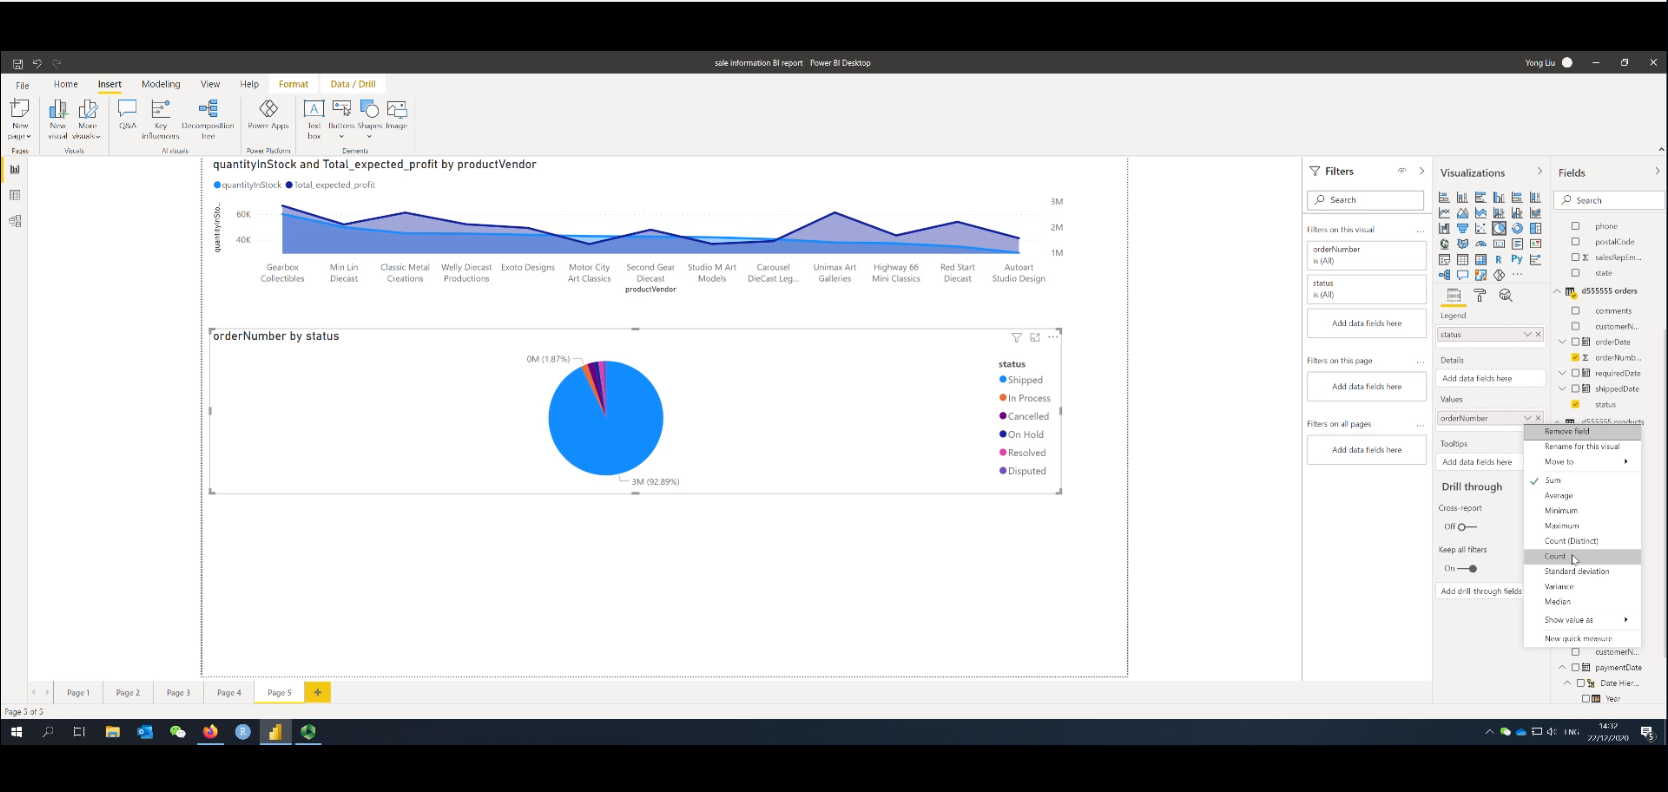 sale information BI report   Power BI Desktop
Yong Liu
File
Home
Insert
Modeling
View
Help
Format
Data / Drill
New page
New visual
More visuals
Q&A
Key influencers
Decomposition tree
Power Apps
Text box
Buttons
Shapes
Image
Pages
Visuals
AI visuals
Power Platform
Elements
quantityInStock and Total_expected_profit by productVendor
quantityInStock
Total_expected_profit
quantityInSto...
60K
40K
3M
2M
1M
Gearbox Collectibles
Min Lin Diecast
Classic Metal Creations
Welly Diecast Productions
Exoto Designs
Motor City Art Classics
Second Gear Diecast
Studio M Art Models
Carousel DieCast Leg...
Unimax Art Galleries
Highway 66 Mini Classics
Red Start Diecast
Autoart Studio Design
productVendor
orderNumber by status
0M (1.87%)
3M (92.89%)
status
Shipped
In Process
Cancelled
On Hold
Resolved
Disputed
Filters
Search
Filters on this visual
...
orderNumber
is (All)
status
is (All)
Add data fields here
Filters on this page
...
Add data fields here
Filters on all pages
...
Add data fields here
Visualizations
R
Py
Legend
status
Details
Add data fields here
Values
orderNumber
Tooltips
Add data fields here
Drill through
Cross-report
Off
Keep all filters
On
Add drill-through fields
Remove field
Rename for this visual
Move to
Sum
Average
Minimum
Maximum
Count (Distinct)
Count
Standard deviation
Variance
Median
Show value as
New quick measure
Fields
Search
phone
postalCode
salesRepEm...
state
d555555 orders
comments
customerN...
orderDate
orderNumb...
requiredDate
shippedDate
status
d555555 products
customerN...
paymentDate
Date Hier...
Year
Page 1
Page 2
Page 3
Page 4
Page 5
+
Page 5 of 5
ENG
14:32
22/12/2020
5